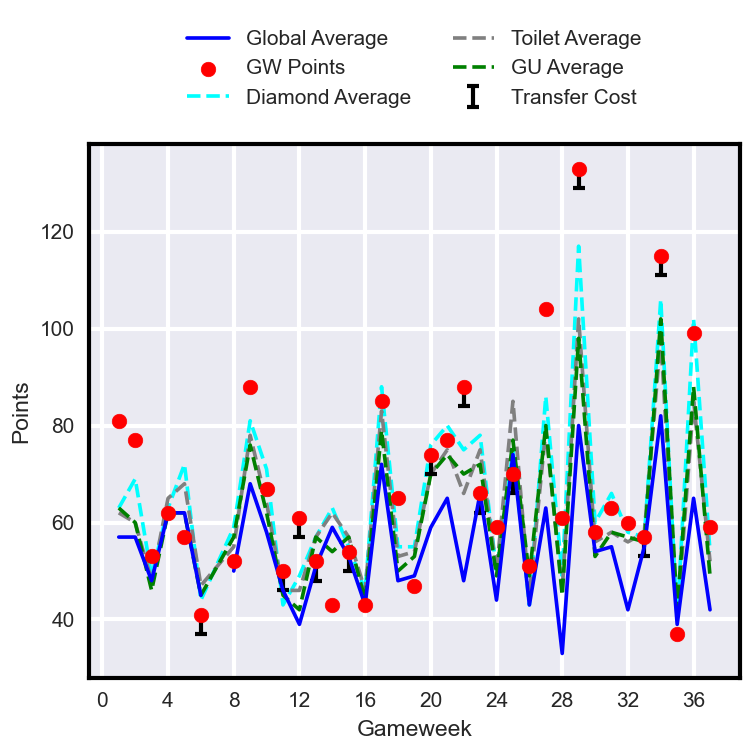 Global Average
GW Points
Diamond Average
Toilet Average
GU Average
Transfer Cost
Points
120
100
80
60
40
0 4 8 12 16 20 24 28 32 36
Gameweek